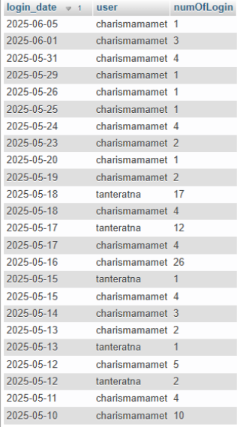 login_date 1 user numOfLogin
2025-06-05 charismamamet 1
2025-06-01 charismamamet 3
2025-05-31 charismamamet 4
2025-05-29 charismamamet 1
2025-05-26 charismamamet 1
2025-05-25 charismamamet 1
2025-05-24 charismamamet 4
2025-05-23 charismamamet 2
2025-05-20 charismamamet 1
2025-05-19 charismamamet 2
2025-05-18 tanteratna 17
2025-05-18 charismamamet 4
2025-05-17 tanteratna 12
2025-05-17 charismamamet 4
2025-05-16 charismamamet 26
2025-05-15 tanteratna 1
2025-05-15 charismamamet 4
2025-05-14 charismamamet 3
2025-05-13 charismamamet 2
2025-05-13 tanteratna 1
2025-05-12 charismamamet 5
2025-05-12 tanteratna 2
2025-05-11 charismamamet 4
2025-05-10 charismamamet 10